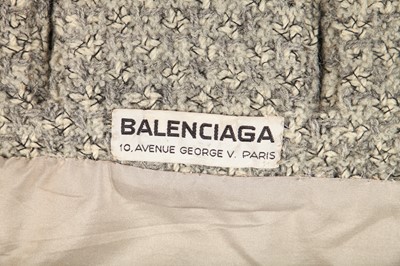 BALENCIAGA
10, AVENUE GEORGE V. PARIS